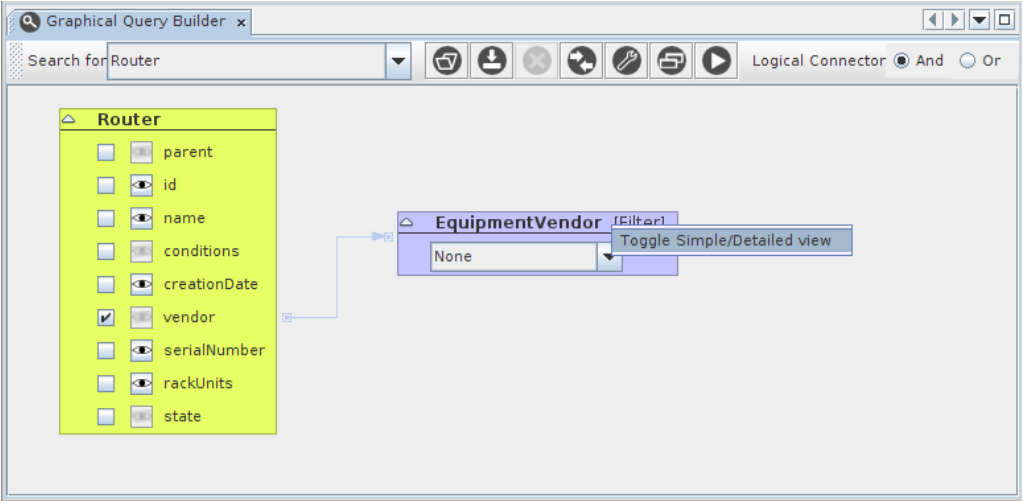 Graphical Query Builder
Search for Router
Logical Connector And Or
Router
parent
id
name
conditions
creationDate
vendor
serialNumber
rackUnits
state
EquipmentVendor [Filter]
Toggle Simple/Detailed view
None